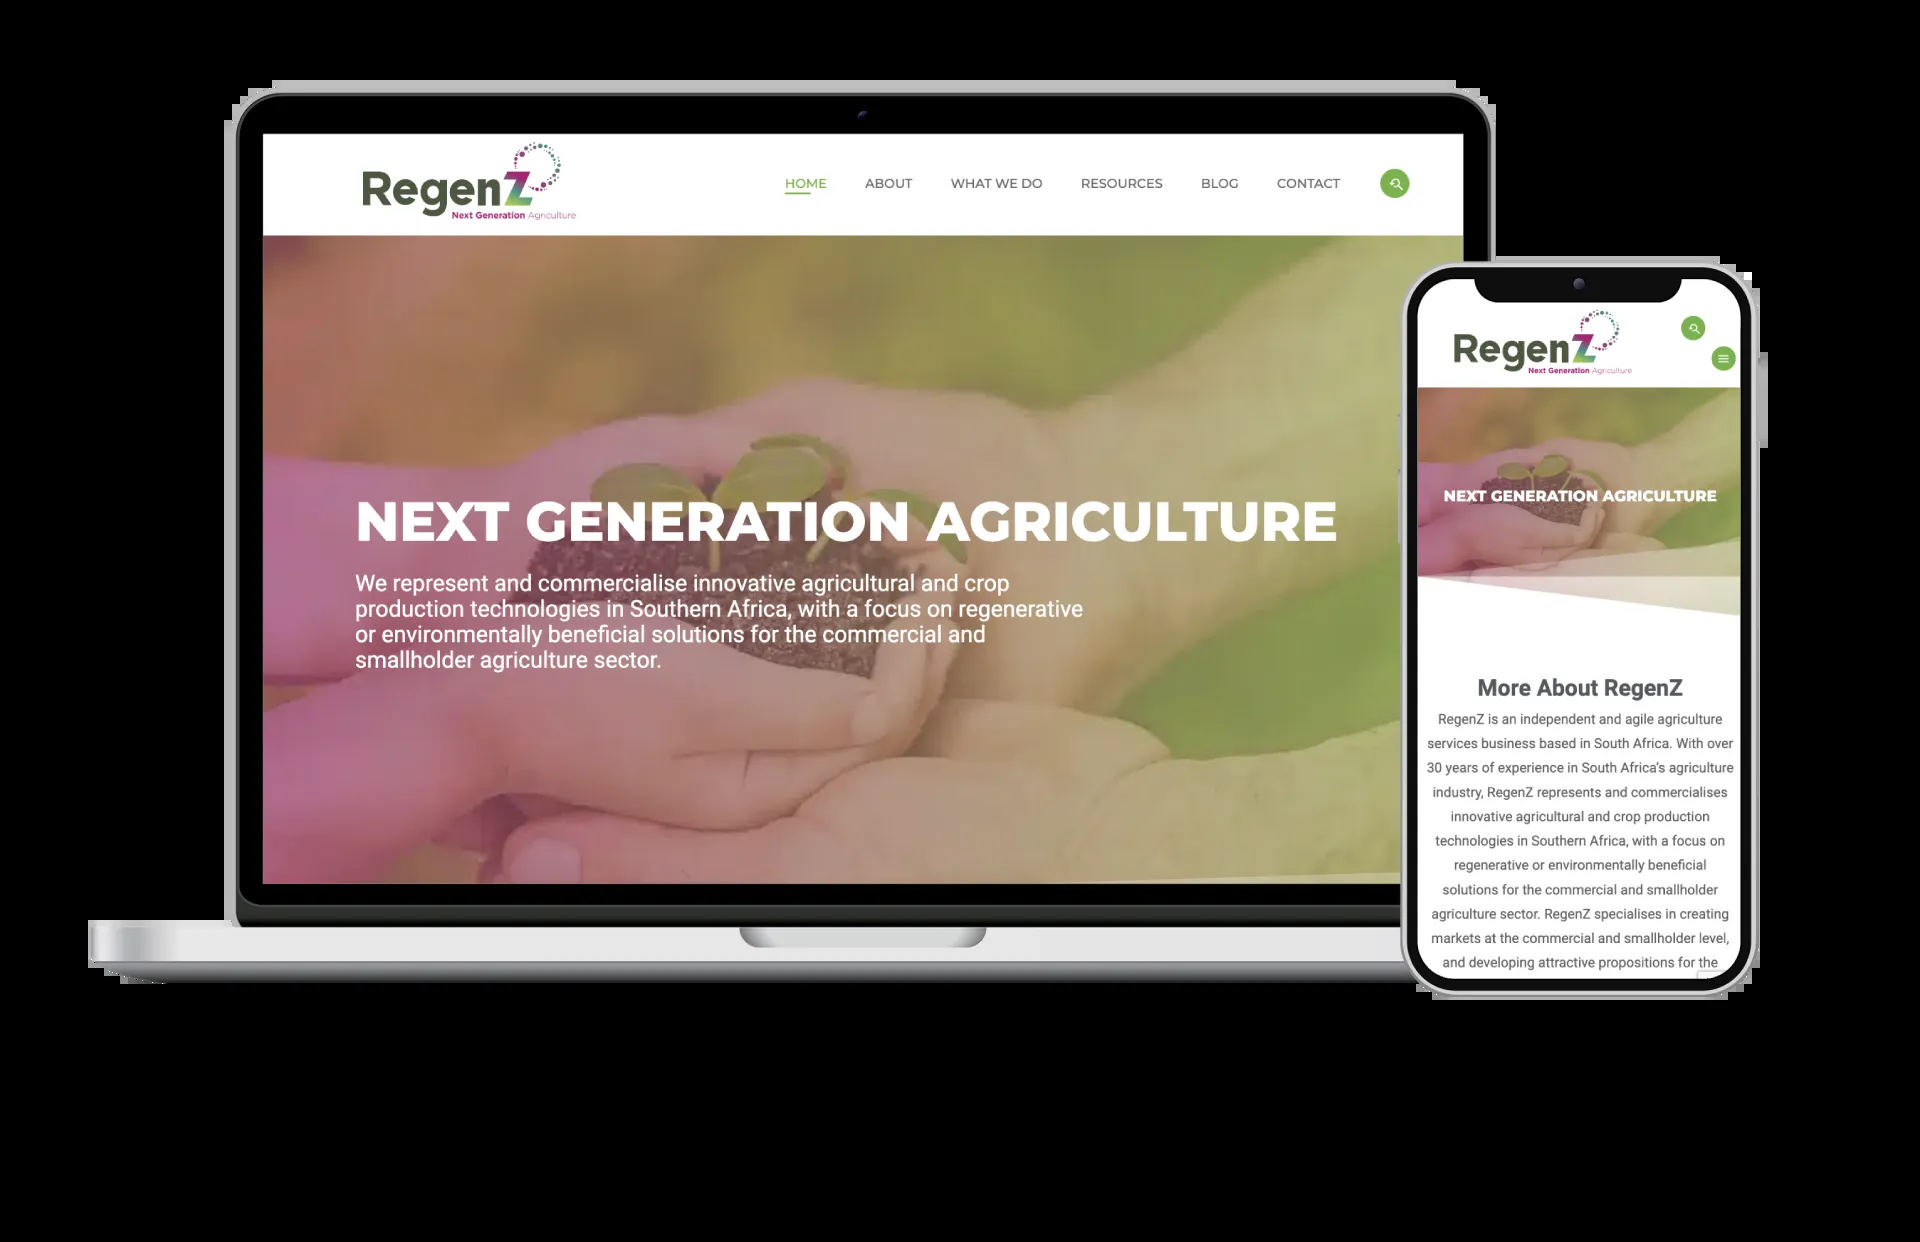 RegenZ
Next Generation Agriculture
HOME ABOUT WHAT WE DO RESOURCES BLOG CONTACT
NEXT GENERATION AGRICULTURE
We represent and commercialise innovative agricultural and crop
production technologies in Southern Africa, with a focus on regenerative
or environmentally beneficial solutions for the commercial and
smallholder agriculture sector.
RegenZ
Next Generation Agriculture
NEXT GENERATION AGRICULTURE
More About RegenZ
RegenZ is an independent and agile agriculture
services business based in South Africa. With over
30 years of experience in South Africa's agriculture
industry, RegenZ represents and commercialises
innovative agricultural and crop production
technologies in Southern Africa, with a focus on
regenerative or environmentally beneficial
solutions for the commercial and smallholder
agriculture sector. RegenZ specialises in creating
markets at the commercial and smallholder level,
and developing attractive propositions for the